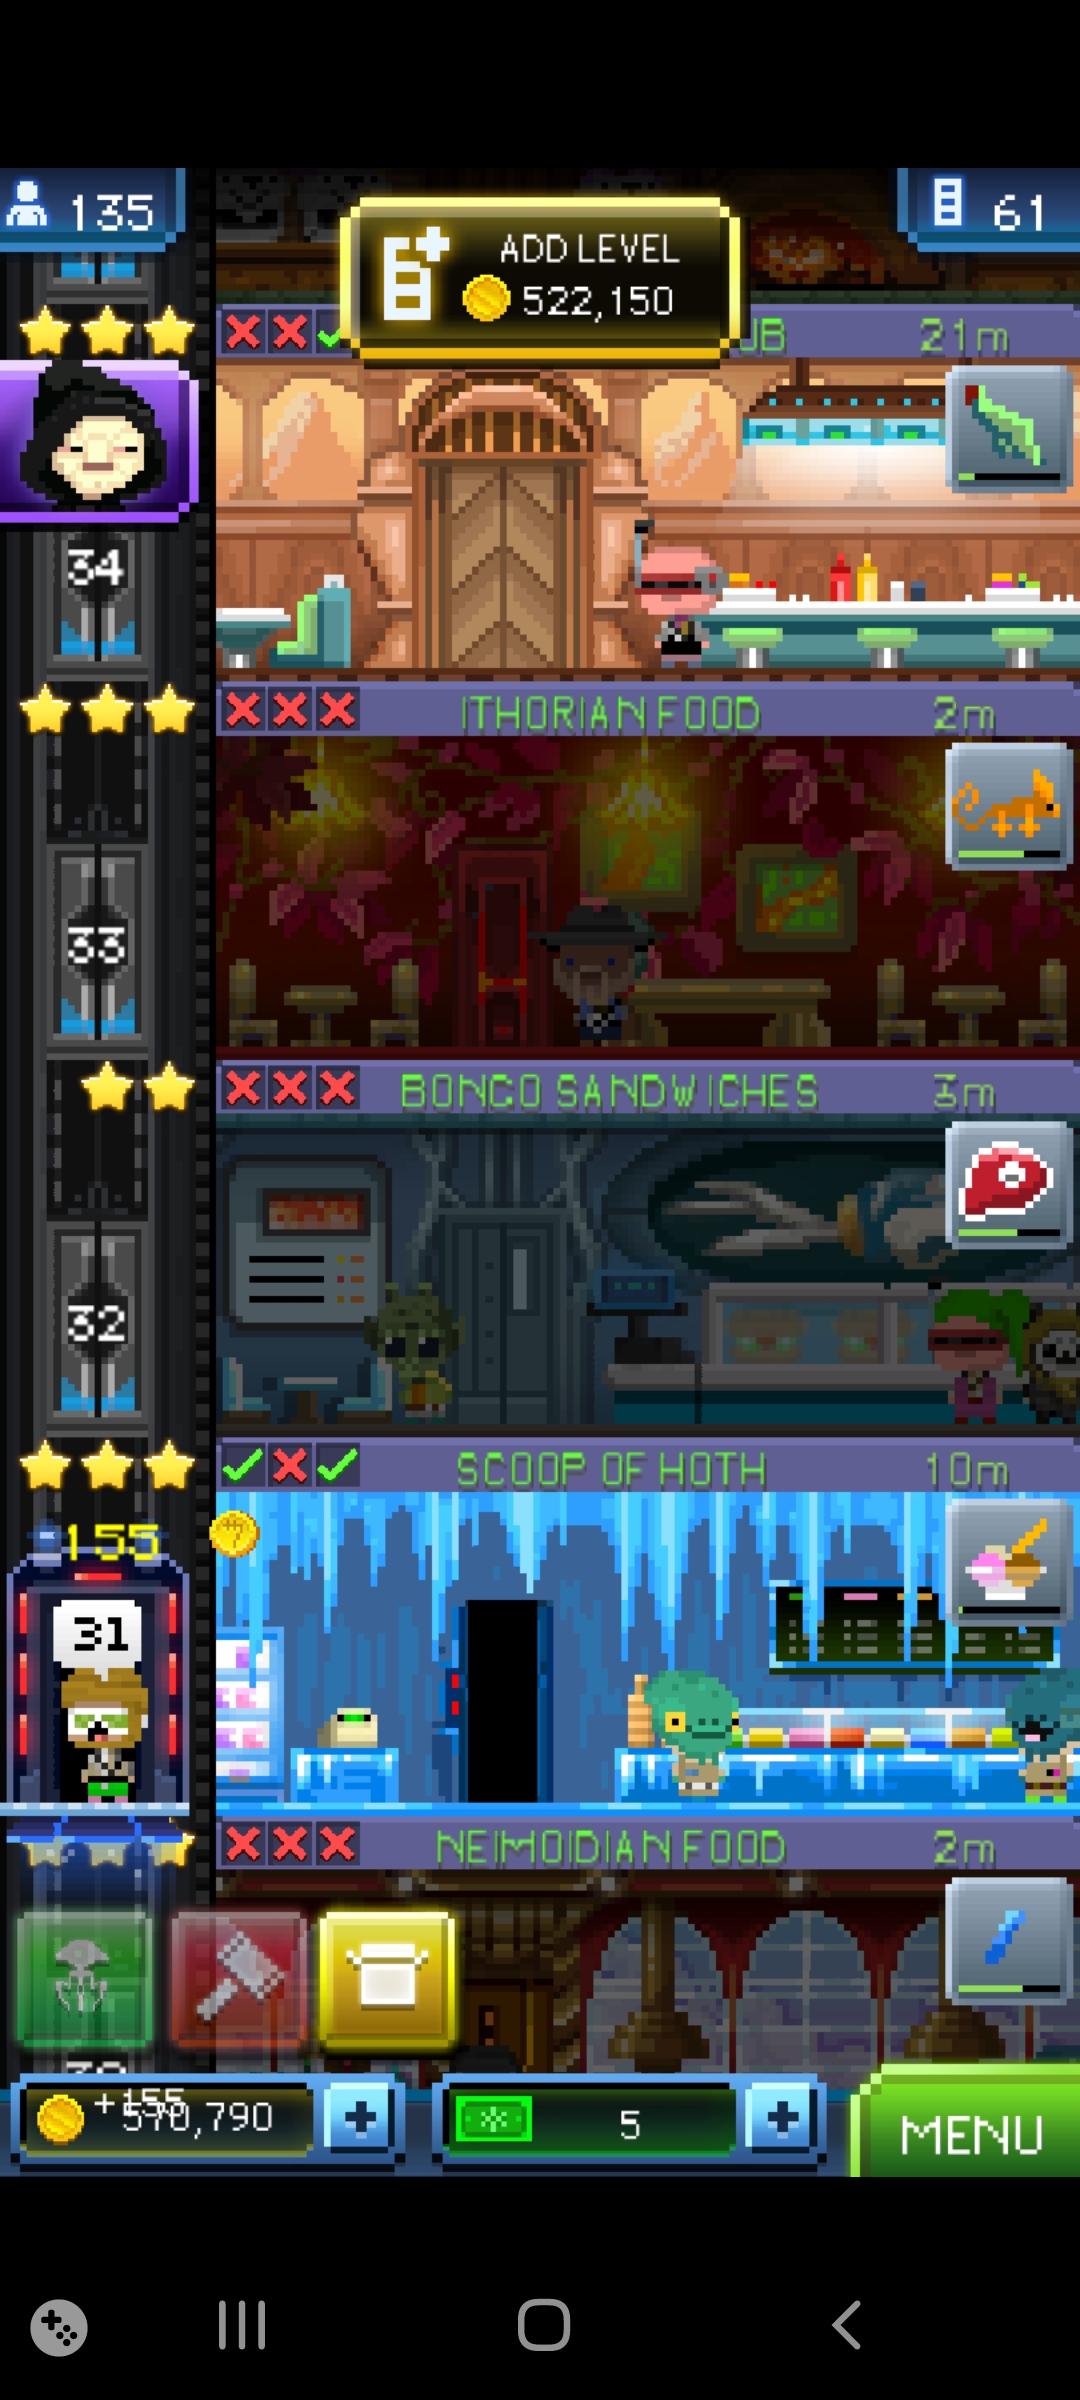 135
ADD LEVEL
522,150
61
UB 21m
34
ITHORIAN FOOD 2m
33
BONGO SANDWICHES 3m
32
SCOOP OF HOTH 10m
155
31
NEIMOIDIAN FOOD 2m
+155
570,790
5
MENU